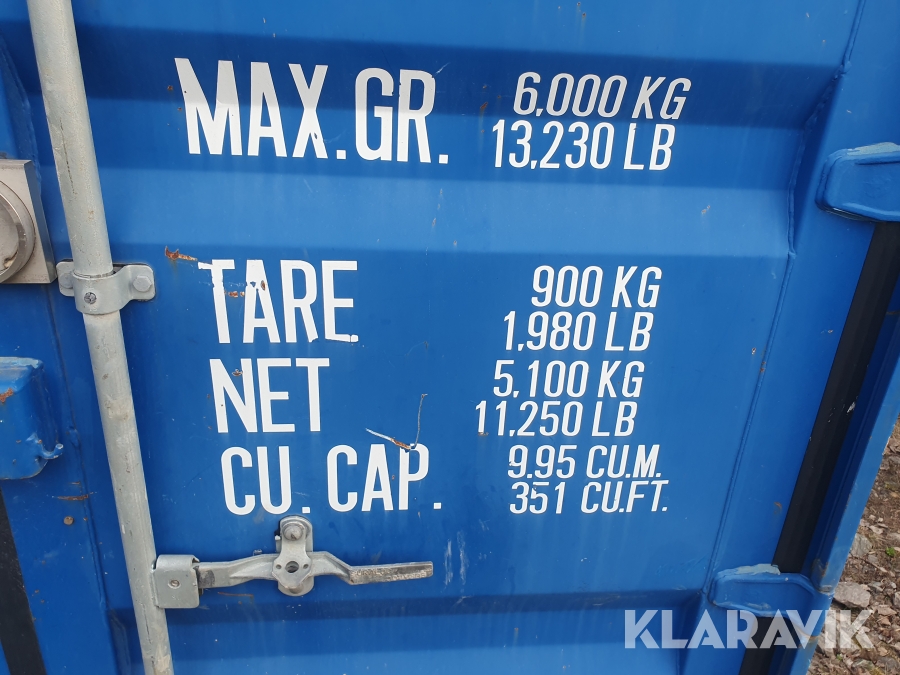 MAX.GR. 6,000 KG
13,230 LB
TARE 900 KG
1,980 LB
NET 5,100 KG
11,250 LB
CU. CAP. 9.95 CU.M.
351 CU.FT.
KLARAVIK